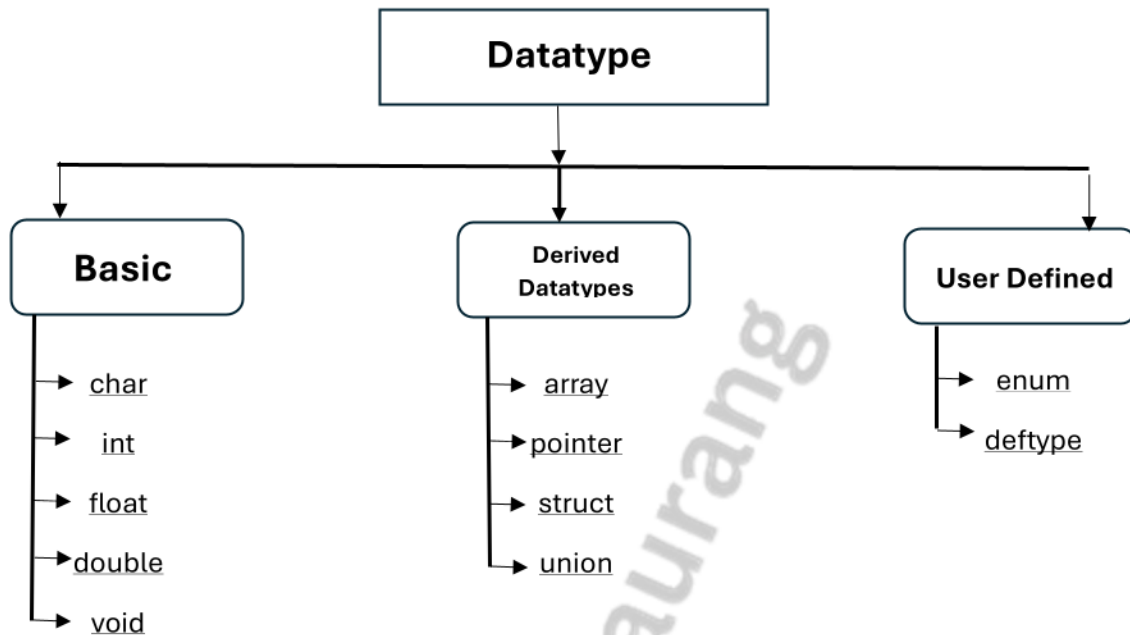 Datatype
Basic
Derived
Datatypes
User Defined
char
int
float
double
void
array
pointer
struct
union
enum
deftype
aurang